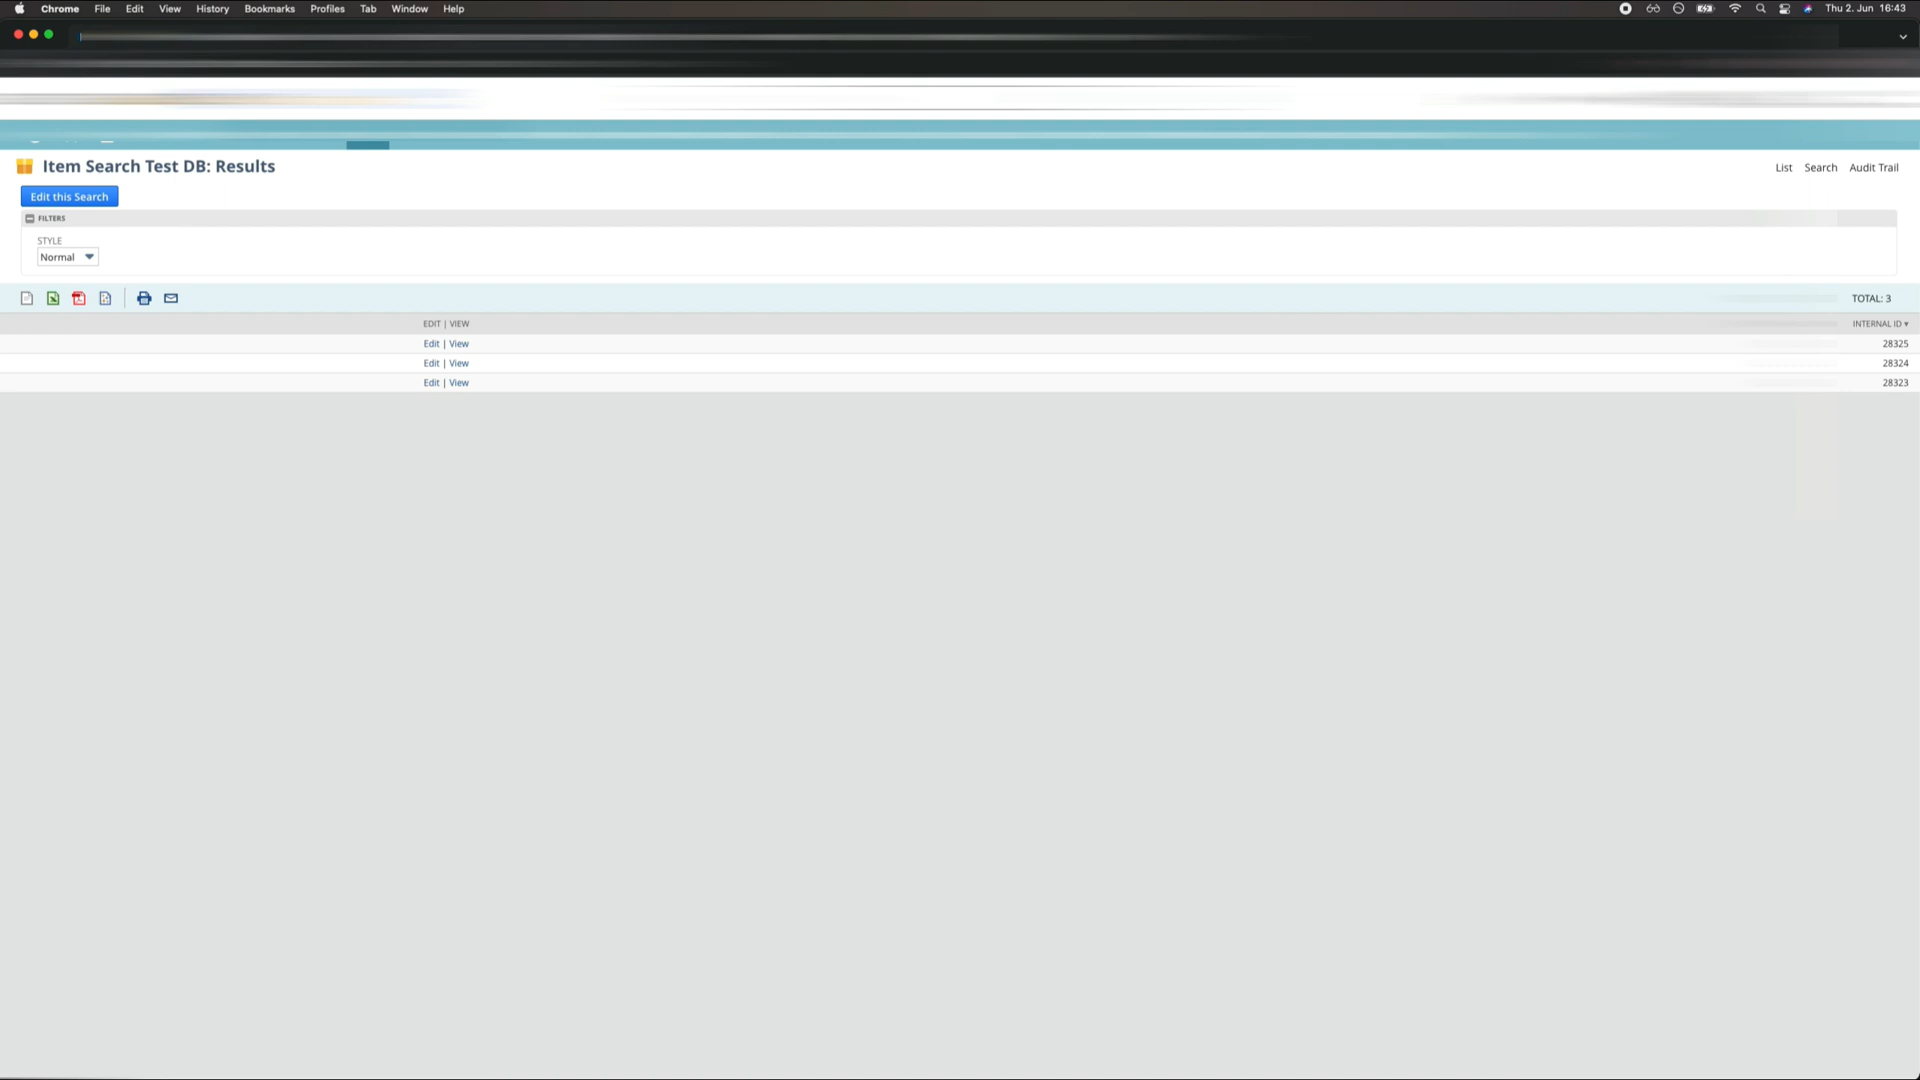 Chrome File Edit View History Bookmarks Profiles Tab Window Help Thu 2. Jun 16:43
Item Search Test DB: Results List Search Audit Trail
Edit this Search
FILTERS
STYLE
Normal
TOTAL: 3
EDIT | VIEW INTERNAL ID
Edit | View 28325
Edit | View 28324
Edit | View 28323